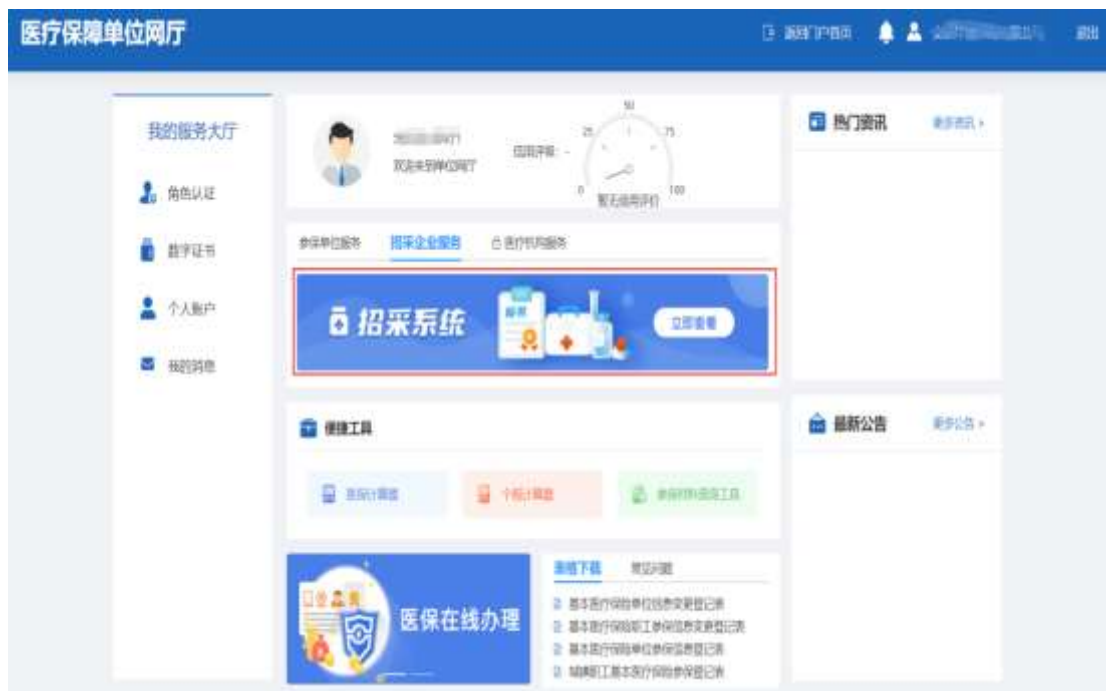 医疗保障单位网厅
返回门户首页
退出
我的服务大厅
角色认证
数字证书
个人账户
我的消息
欢迎来到单位网厅
信用评级: -
0
25
50
75
100
暂无信用评价
参保单位服务 招采企业服务 医疗机构服务
招采系统
立即查看
热门资讯 更多资讯 >
便捷工具
个税计算器
最新公告 更多公告 >
医保在线办理
表格下载 常见问题
基本医疗保险单位信息变更登记表
基本医疗保险职工参保信息变更登记表
基本医疗保险单位参保信息登记表
城镇职工基本医疗保险参保登记表